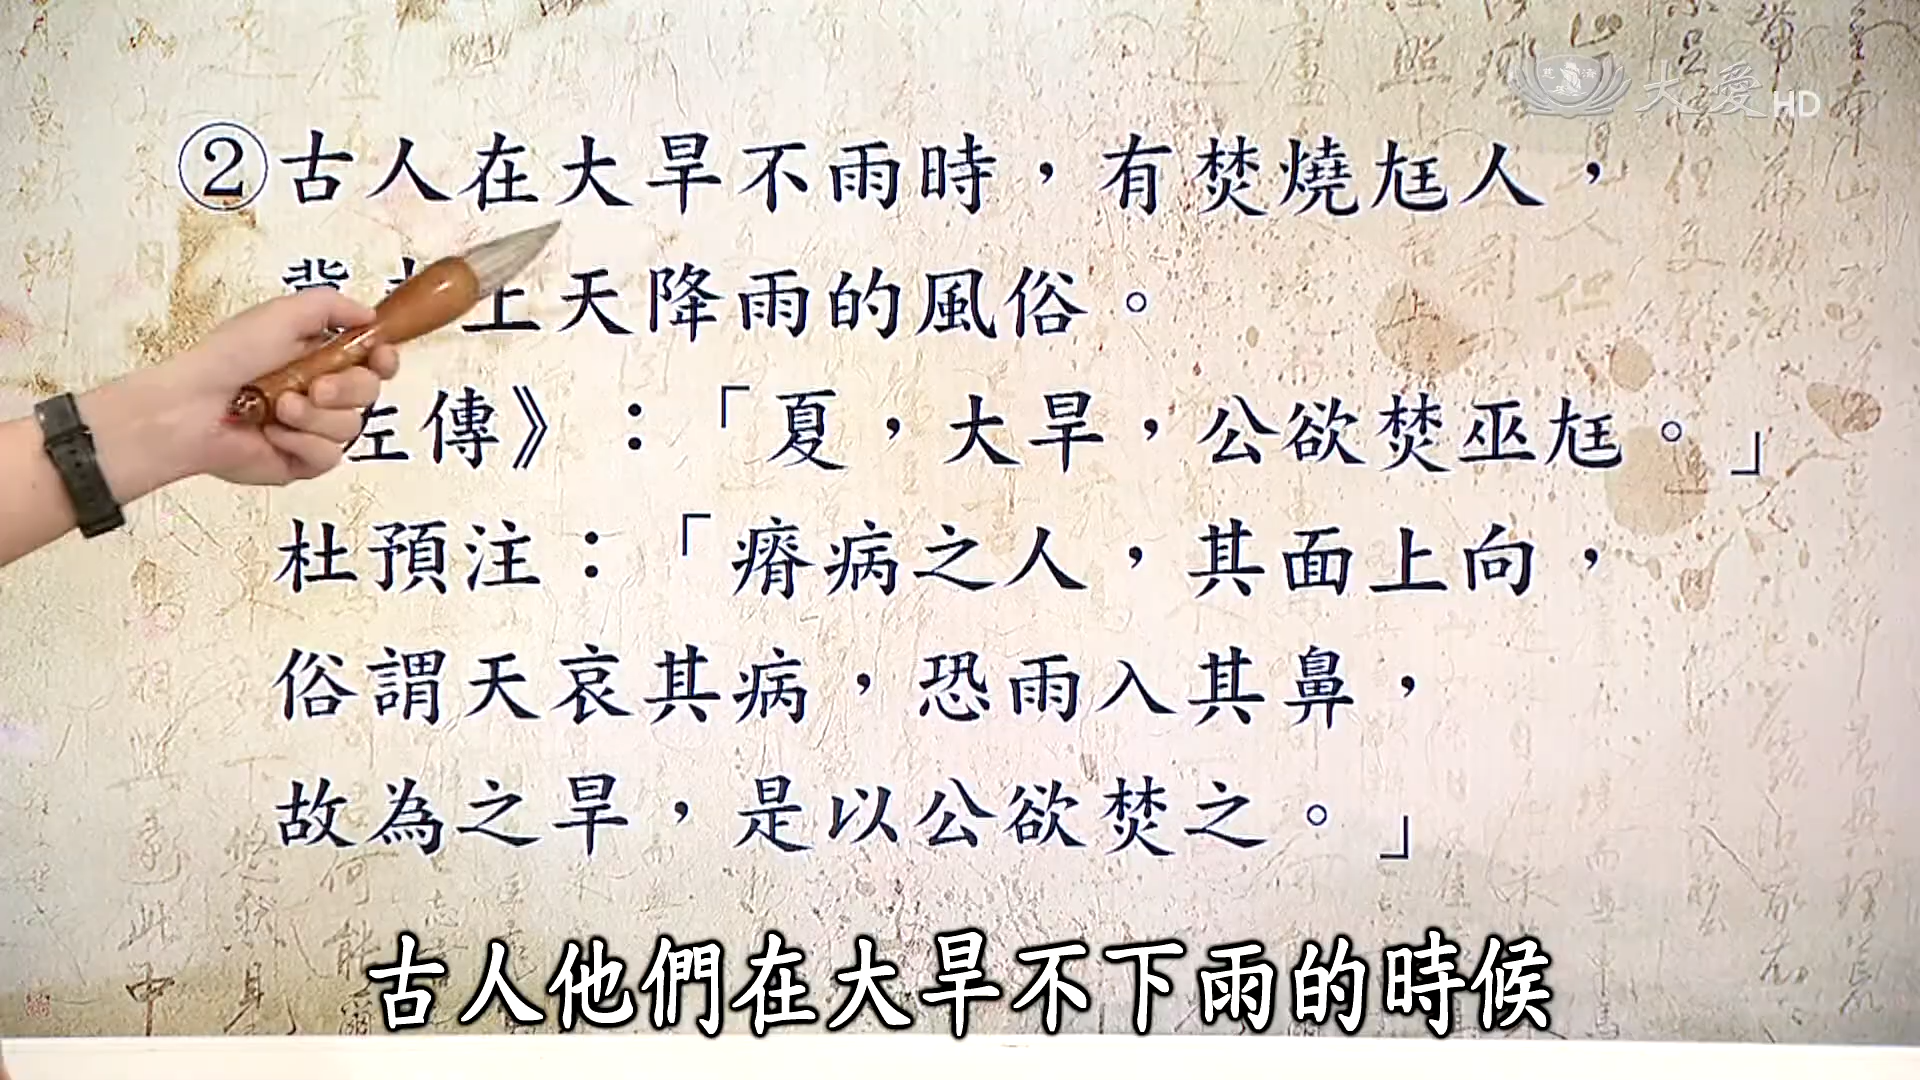 大愛HD
②古人在大旱不雨時，有焚燒尪人，
上天降雨的風俗。
左傳》：「夏，大旱，公欲焚巫尪。」
杜預注：「瘠病之人，其面上向，
俗謂天哀其病，恐雨入其鼻，
故為之旱，是以公欲焚之。」
古人他們在大旱不下雨的時候